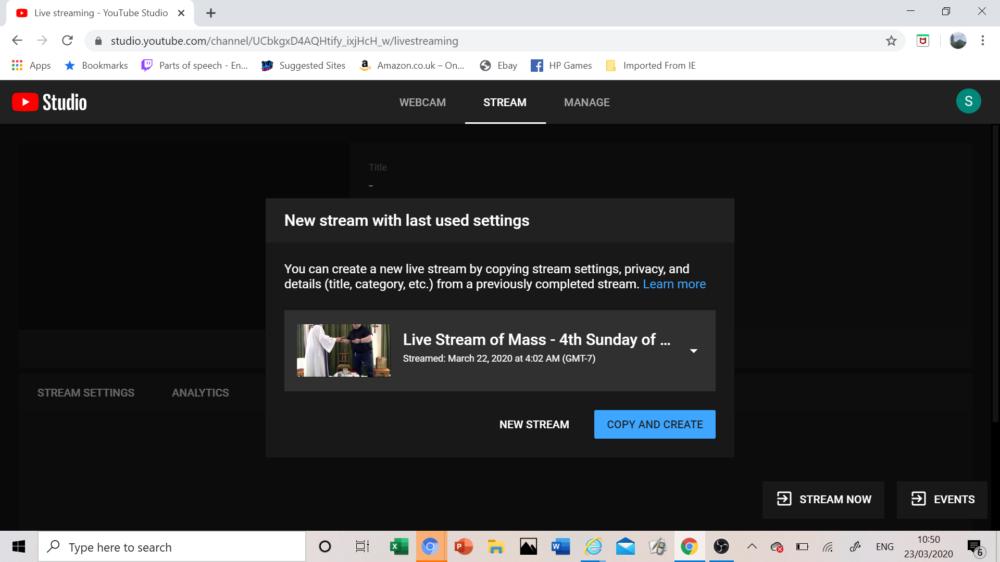 Live streaming - YouTube Studio
studio.youtube.com/channel/UCbkgxD4AQHtify_ixjHcH_w/livestreaming
Apps Bookmarks Parts of speech - En... Suggested Sites Amazon.co.uk – On... Ebay HP Games Imported From IE
Studio WEBCAM STREAM MANAGE S
Title
-
New stream with last used settings
You can create a new live stream by copying stream settings, privacy, and
details (title, category, etc.) from a previously completed stream. Learn more
Live Stream of Mass - 4th Sunday of ...
Streamed: March 22, 2020 at 4:02 AM (GMT-7)
STREAM SETTINGS ANALYTICS
NEW STREAM COPY AND CREATE
STREAM NOW EVENTS
Type here to search
ENG
10:50
23/03/2020
6